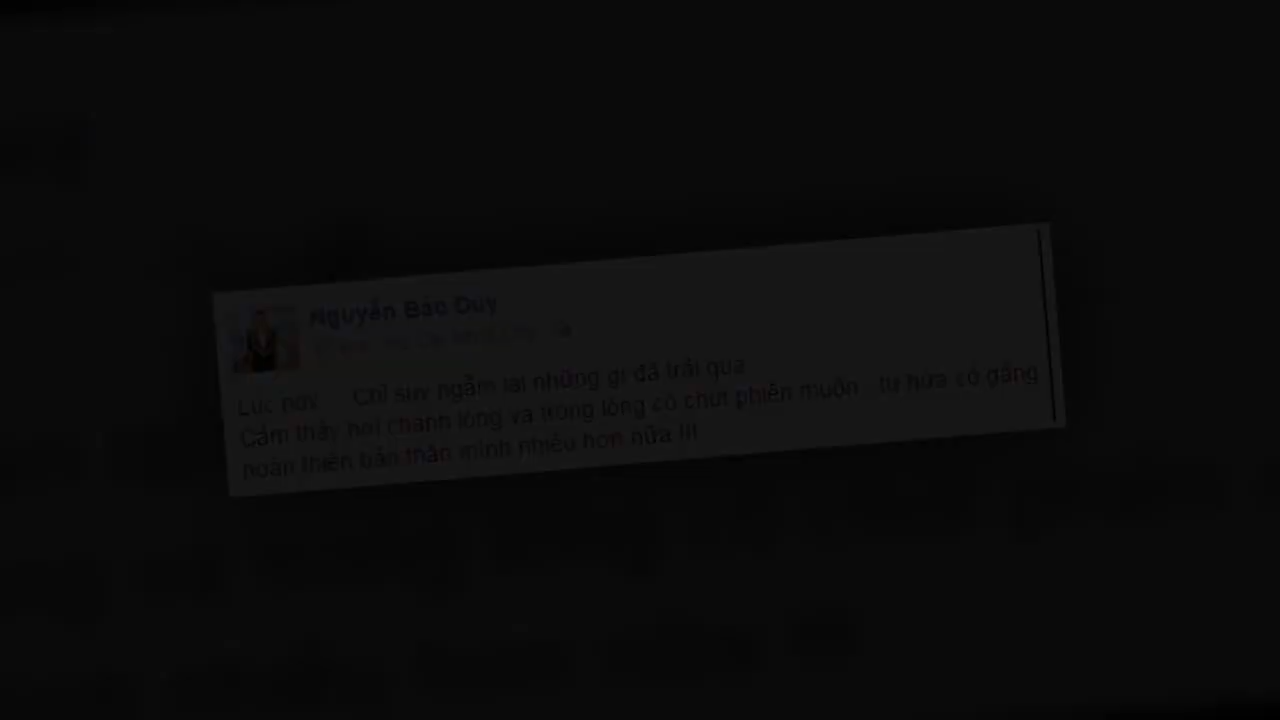 Nguyễn Bảo Duy
Lúc này Chỉ suy ngẫm lại những gì đã trải qua
Cảm thấy hơi chạnh lòng và trong lòng có chút phiền muộn tự hứa cố gắng
hoàn thiện bản thân mình nhiều hơn nữa !!!